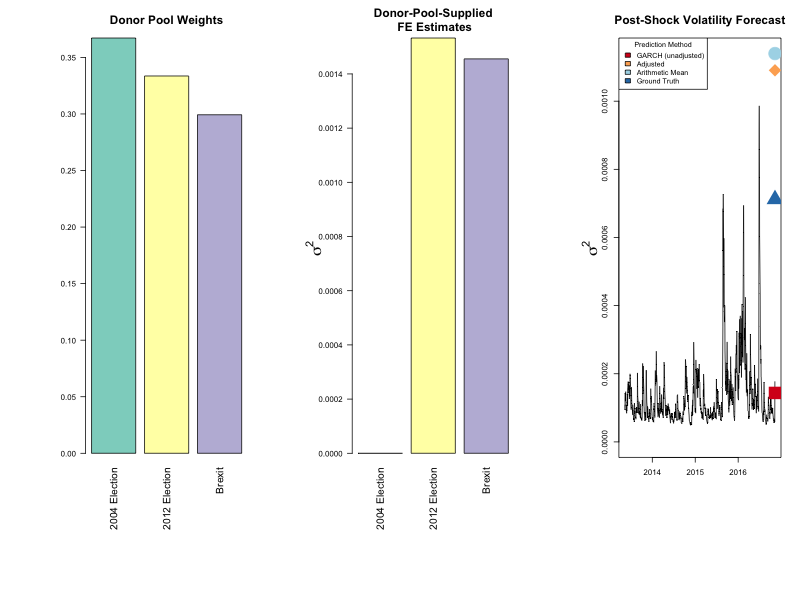 Donor Pool Weights
0.35
0.30
0.25
0.20
0.15
0.10
0.05
0.00
2004 Election
2012 Election
Brexit
Donor-Pool-Supplied
FE Estimates
σ²
0.0014
0.0012
0.0010
0.0008
0.0006
0.0004
0.0002
0.0000
2004 Election
2012 Election
Brexit
Post-Shock Volatility Forecast
Prediction Method
GARCH (unadjusted)
Adjusted
Arithmetic Mean
Ground Truth
σ²
0.0010
0.0008
0.0006
0.0004
0.0002
0.0000
2014
2015
2016